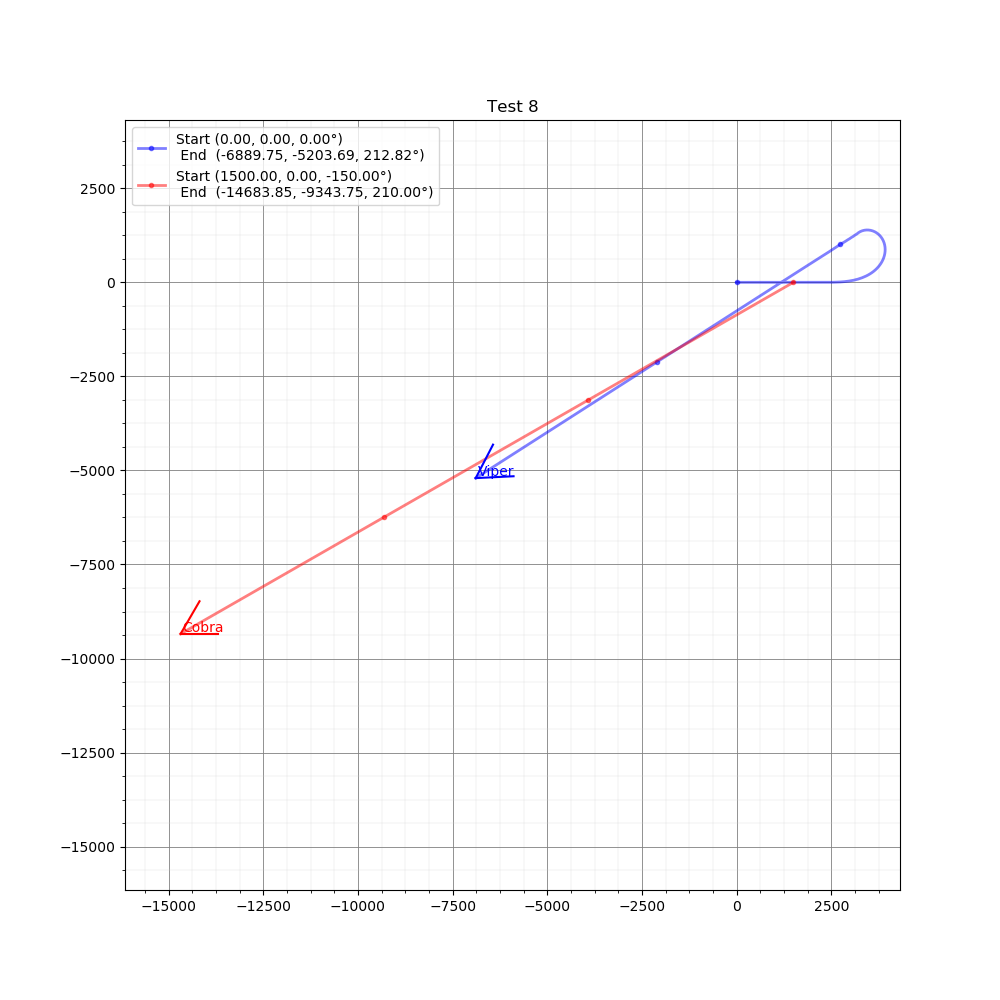 Test 8
Start (0.00, 0.00, 0.00°)
End  (-6889.75, -5203.69, 212.82°)
Start (1500.00, 0.00, -150.00°)
End  (-14683.85, -9343.75, 210.00°)
2500
0
−2500
−5000
−7500
−10000
−12500
−15000
Viper
Cobra
−15000 −12500 −10000 −7500 −5000 −2500 0 2500